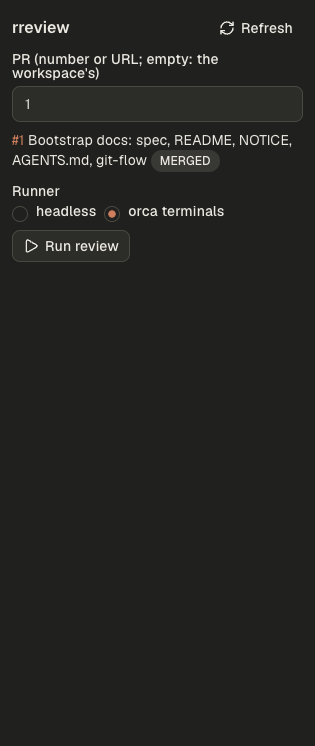 rreview
Refresh
PR (number or URL; empty: the
workspace's)
1
#1 Bootstrap docs: spec, README, NOTICE,
AGENTS.md, git-flow MERGED
Runner
headless orca terminals
Run review